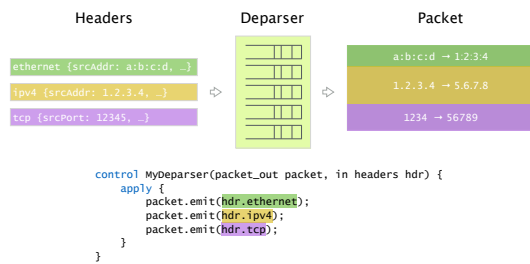 Headers
Deparser
Packet
ethernet {srcAddr: a:b:c:d, …}
ipv4 {srcAddr: 1.2.3.4, …}
tcp {srcPort: 12345, …}
a:b:c:d → 1:2:3:4
1.2.3.4 → 5.6.7.8
1234 → 56789
control MyDeparser(packet_out packet, in headers hdr) {
apply {
packet.emit(hdr.ethernet);
packet.emit(hdr.ipv4);
packet.emit(hdr.tcp);
}
}